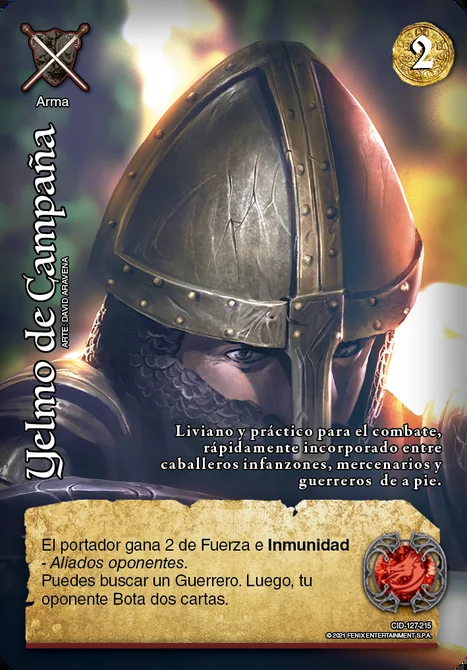 2
Arma
Yelmo de Campaña
ARTE: DAVID ARAVENA
Liviano y práctico para el combate,
rápidamente incorporado entre
caballeros infanzones, mercenarios y
guerreros de a pie.
El portador gana 2 de Fuerza e Inmunidad
- Aliados oponentes.
Puedes buscar un Guerrero. Luego, tu
oponente Bota dos cartas.
CID-127-215
©2021 FENIX ENTERTAINMENT S.P.A.